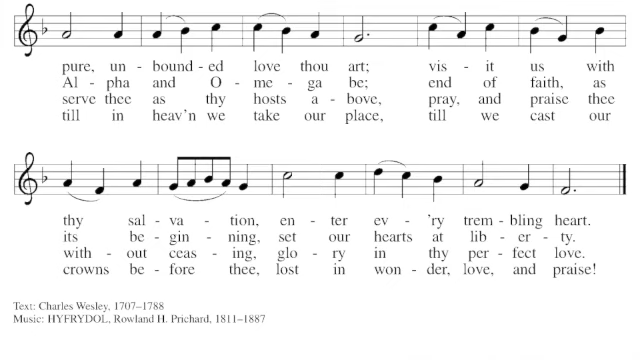 pure, un - bound - ed love thou art; vis - it us with
Al - pha and O - me - ga be; end of faith, as
serve thee as thy hosts a - bove, pray, and praise thee
till in heav'n we take our place, till we cast our
thy sal - va - tion, en - ter ev - 'ry trem - bling heart.
its be - gin - ning, set our hearts at lib - er - ty.
with - out ceas - ing, glo - ry in thy per - fect love.
crowns be - fore thee, lost in won - der, love, and praise!
Text: Charles Wesley, 1707–1788
Music: HYFRYDOL, Rowland H. Prichard, 1811–1887